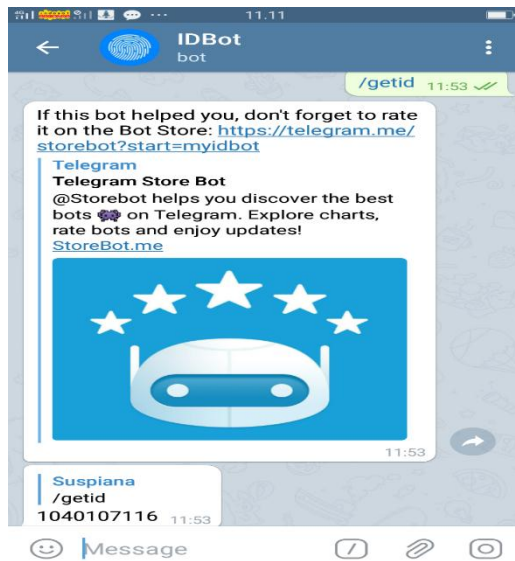 11.11
IDBot
bot
/getid 11:53
If this bot helped you, don't forget to rate
it on the Bot Store: https://telegram.me/
storebot?start=myidbot
Telegram
Telegram Store Bot
@Storebot helps you discover the best
bots 👾 on Telegram. Explore charts,
rate bots and enjoy updates!
StoreBot.me
11:53
Suspiana
/getid
1040107116 11:53
Message